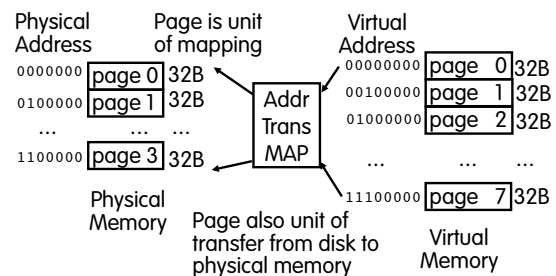 Physical
Address
Page is unit
of mapping
Virtual
Address
0000000 page 0 32B
0100000 page 1 32B
... ... ...
1100000 page 3 32B
Physical
Memory
Addr
Trans
MAP
00000000 page 0 32B
00100000 page 1 32B
01000000 page 2 32B
... ... ...
11100000 page 7 32B
Virtual
Memory
Page also unit of
transfer from disk to
physical memory